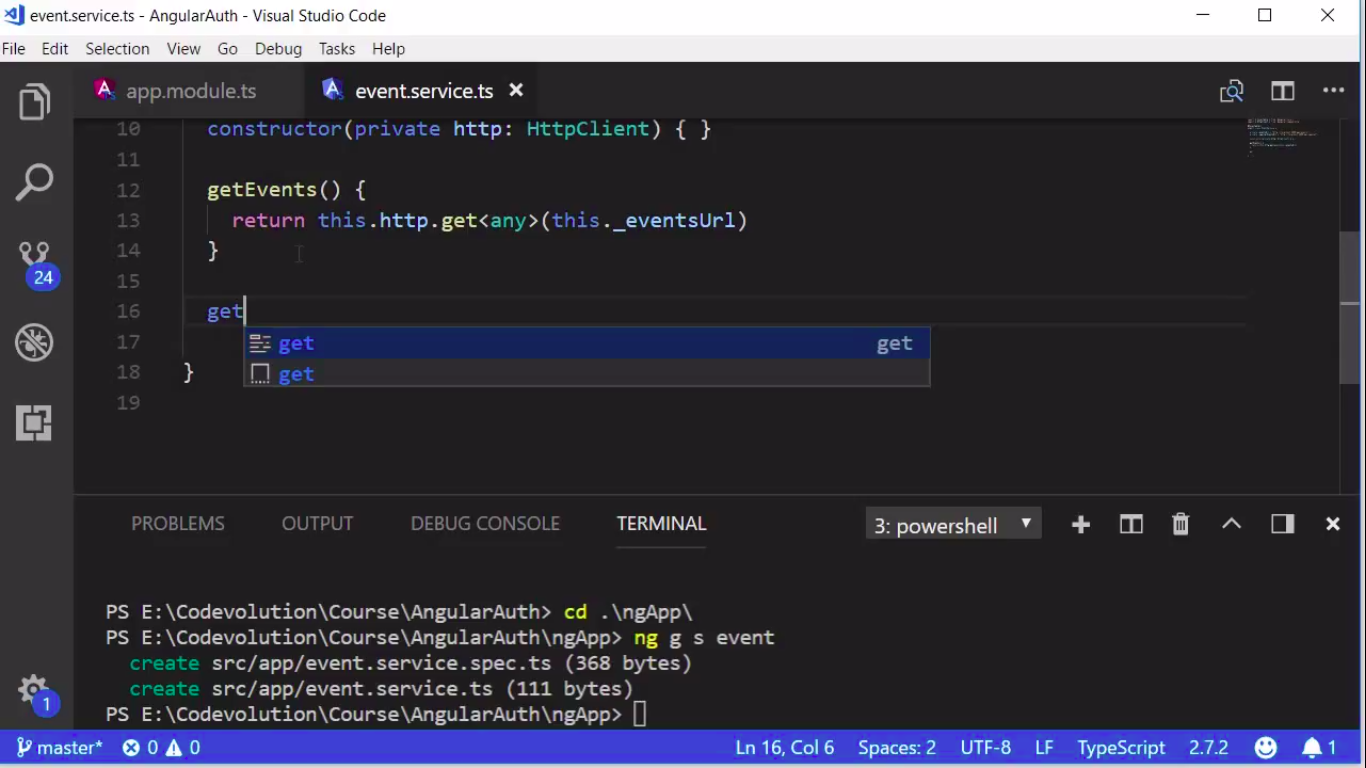 event.service.ts - AngularAuth - Visual Studio Code
File Edit Selection View Go Debug Tasks Help
app.module.ts event.service.ts
10 constructor(private http: HttpClient) { }
11
12 getEvents() {
13 return this.http.get<any>(this._eventsUrl)
14 }
15
16 get
17 get get
18 } get
19
24
PROBLEMS OUTPUT DEBUG CONSOLE TERMINAL 3: powershell
PS E:\Codevolution\Course\AngularAuth> cd .\ngApp\
PS E:\Codevolution\Course\AngularAuth\ngApp> ng g s event
create src/app/event.service.spec.ts (368 bytes)
create src/app/event.service.ts (111 bytes)
PS E:\Codevolution\Course\AngularAuth\ngApp>
1
master* 0 0 Ln 16, Col 6 Spaces: 2 UTF-8 LF TypeScript 2.7.2 1